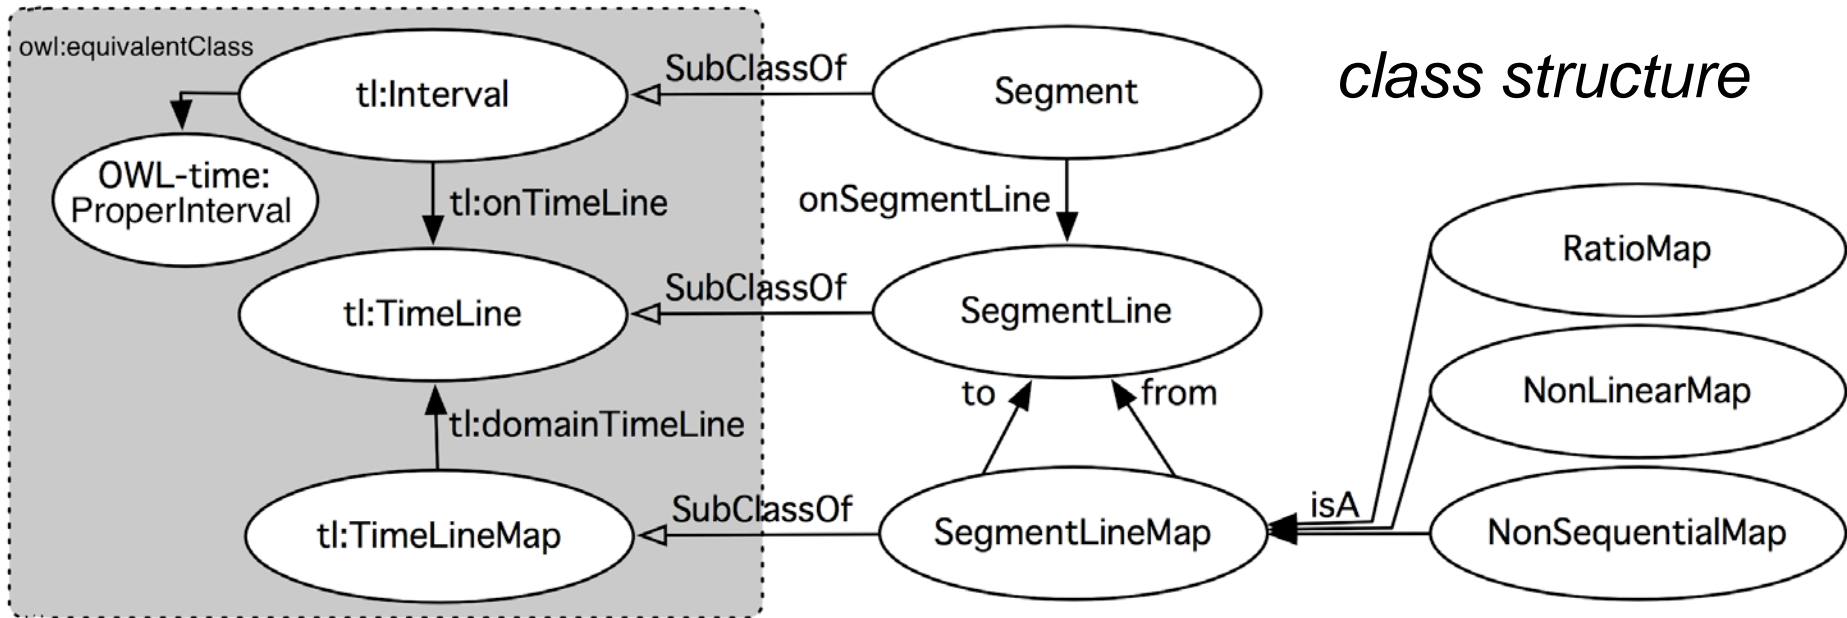 owl:equivalentClass
tl:Interval
SubClassOf
Segment
class structure
OWL-time:
ProperInterval
tl:onTimeLine
onSegmentLine
RatioMap
tl:TimeLine
SubClassOf
SegmentLine
to
from
NonLinearMap
tl:domainTimeLine
tl:TimeLineMap
SubClassOf
SegmentLineMap
isA
NonSequentialMap